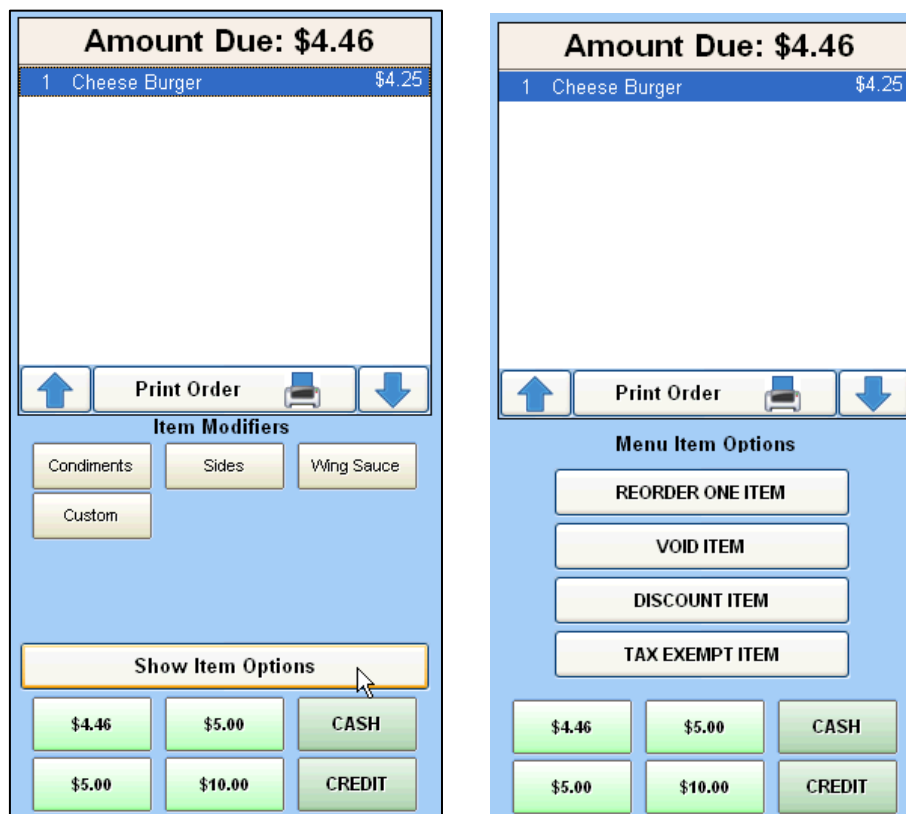 Amount Due: $4.46
1 Cheese Burger $4.25
Print Order
Item Modifiers
Condiments Sides Wing Sauce
Custom
Show Item Options
$4.46 $5.00 CASH
$5.00 $10.00 CREDIT
Amount Due: $4.46
1 Cheese Burger $4.25
Print Order
Menu Item Options
REORDER ONE ITEM
VOID ITEM
DISCOUNT ITEM
TAX EXEMPT ITEM
$4.46 $5.00 CASH
$5.00 $10.00 CREDIT